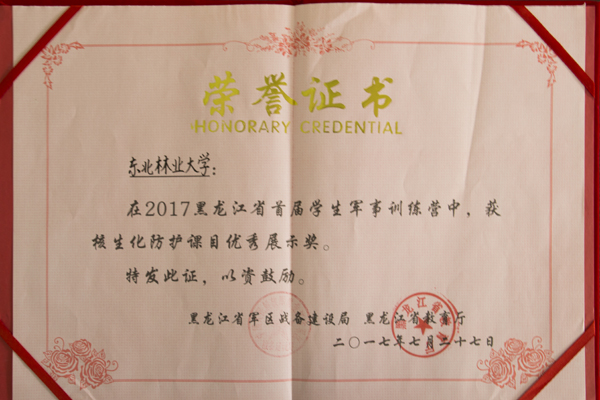 荣誉证书
HONORARY CREDENTIAL
东北林业大学：
在2017黑龙江省首届学生军事训练营中，获
核生化防护课目优秀展示奖。
特发此证，以资鼓励。
黑龙江省军区战备建设局 黑龙江省教育厅
二〇一七年七月二十七日